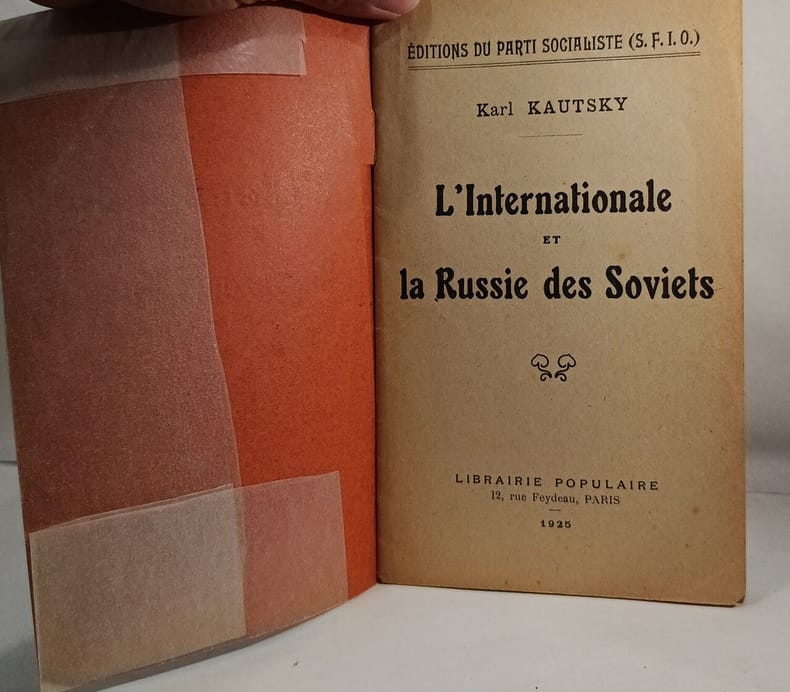 ÉDITIONS DU PARTI SOCIALISTE (S. F. I. O.)
Karl KAUTSKY
L'Internationale
ET
la Russie des Soviets
LIBRAIRIE POPULAIRE
12, rue Feydeau, PARIS
1925